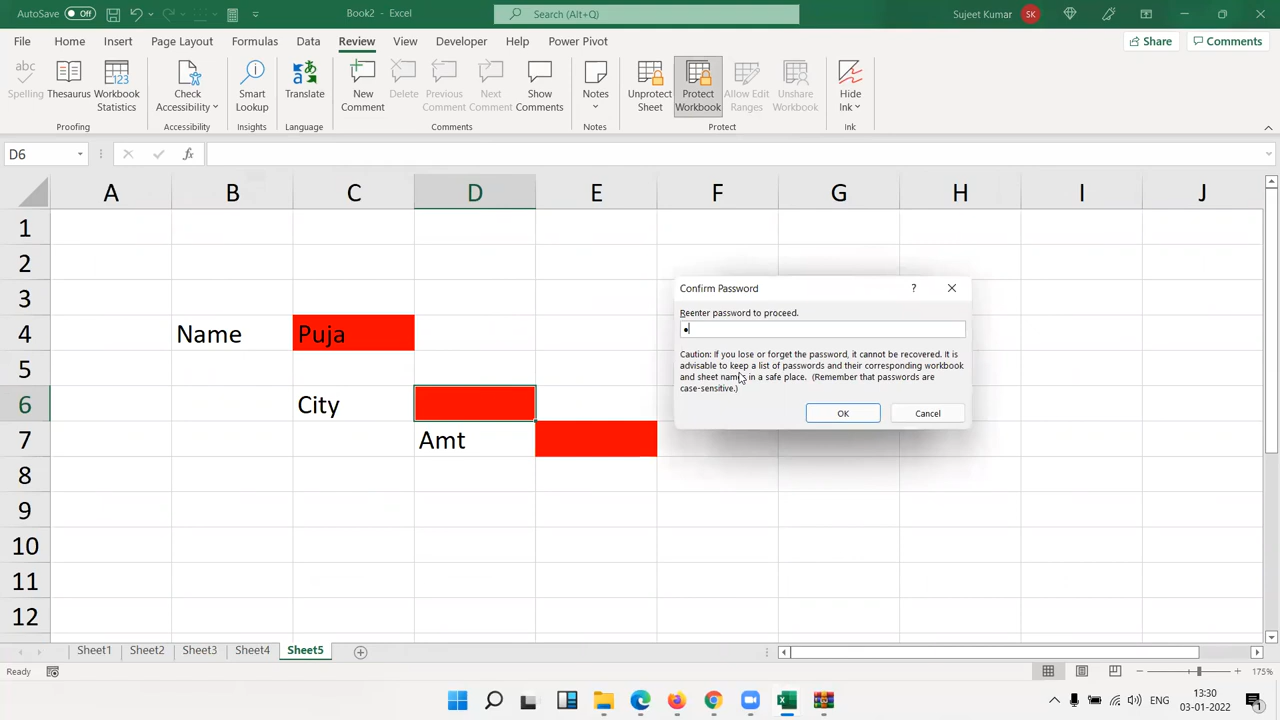 AutoSave Off Book2 - Excel Search (Alt+Q) Sujeet Kumar SK
File Home Insert Page Layout Formulas Data Review View Developer Help Power Pivot Share Comments
Spelling Thesaurus Workbook Statistics Check Accessibility Smart Lookup Translate New Comment Delete Previous Comment Next Comment Show Comments Notes Unprotect Sheet Protect Workbook Allow Edit Ranges Unshare Workbook Hide Ink
Proofing Accessibility Insights Language Comments Notes Protect Ink
D6 fx
A B C D E F G H I J
1
2
3
4 Name Puja
5
6 City
7 Amt
8
9
10
11
12
Confirm Password ?
Reenter password to proceed.
Caution: If you lose or forget the password, it cannot be recovered. It is
advisable to keep a list of passwords and their corresponding workbook
and sheet names in a safe place. (Remember that passwords are
case-sensitive.)
OK Cancel
Sheet1 Sheet2 Sheet3 Sheet4 Sheet5
Ready 175%
ENG 13:30
03-01-2022